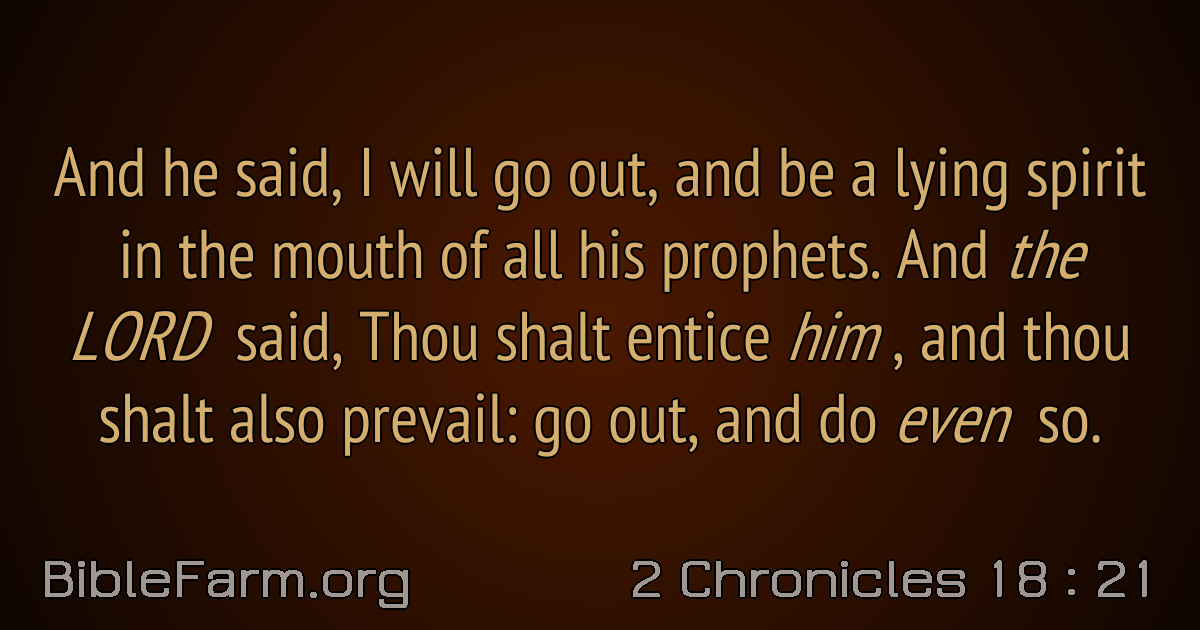 And he said, I will go out, and be a lying spirit
in the mouth of all his prophets. And the
LORD said, Thou shalt entice him , and thou
shalt also prevail: go out, and do even so.
BibleFarm.org
2 Chronicles 18 : 21